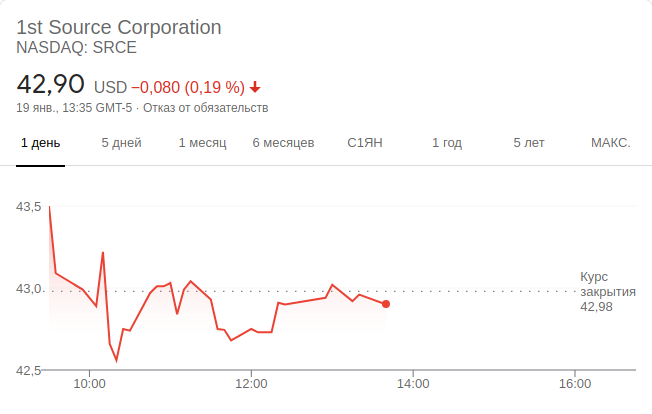 1st Source Corporation
NASDAQ: SRCE
42,90 USD −0,080 (0,19 %)
19 янв., 13:35 GMT-5 · Отказ от обязательств
1 день 5 дней 1 месяц 6 месяцев С1ЯН 1 год 5 лет МАКС.
43,5
43,0
42,5
Курс
закрытия
42,98
10:00 12:00 14:00 16:00